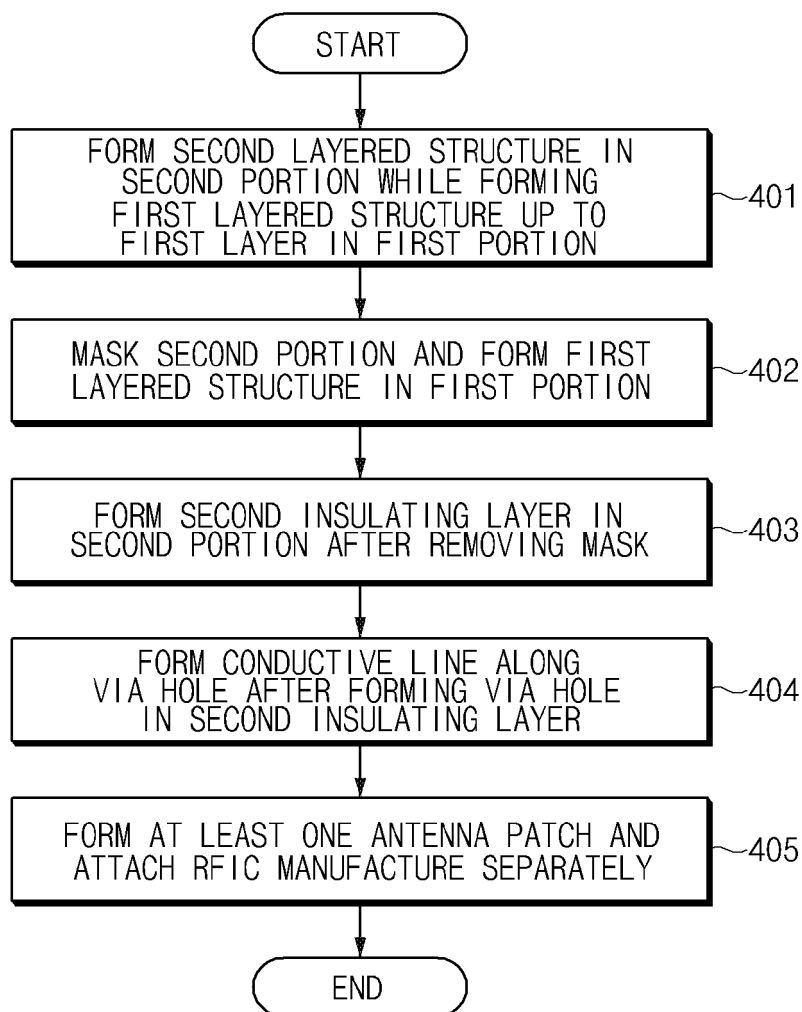 START
FORM SECOND LAYERED STRUCTURE IN
SECOND PORTION WHILE FORMING
FIRST LAYERED STRUCTURE UP TO
FIRST LAYER IN FIRST PORTION
401
MASK SECOND PORTION AND FORM FIRST
LAYERED STRUCTURE IN FIRST PORTION
402
FORM SECOND INSULATING LAYER IN
SECOND PORTION AFTER REMOVING MASK
403
FORM CONDUCTIVE LINE ALONG
VIA HOLE AFTER FORMING VIA HOLE
IN SECOND INSULATING LAYER
404
FORM AT LEAST ONE ANTENNA PATCH AND
ATTACH RFIC MANUFACTURE SEPARATELY
405
END